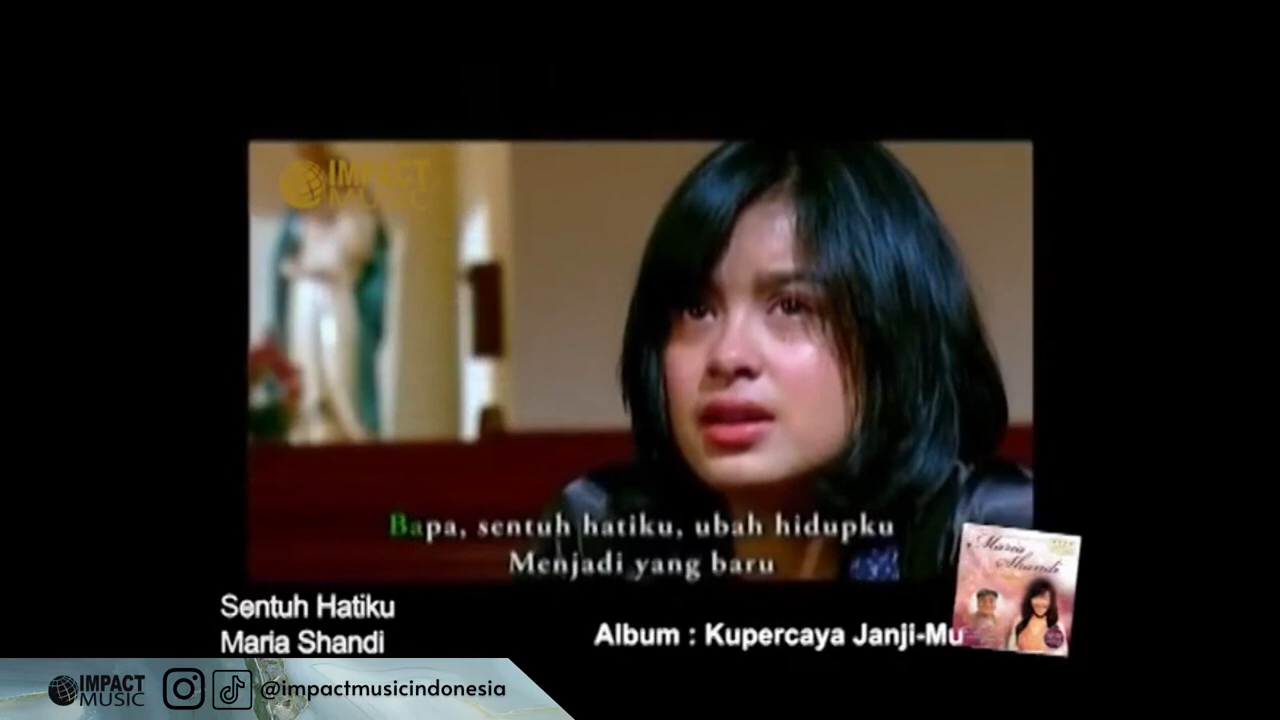 IMPACT
MUSIC
Bapa, sentuh hatiku, ubah hidupku
Menjadi yang baru
Maria
Shandi
Sentuh Hatiku
Maria Shandi
Album : Kupercaya Janji-Mu
IMPACT
MUSIC
@impactmusicindonesia